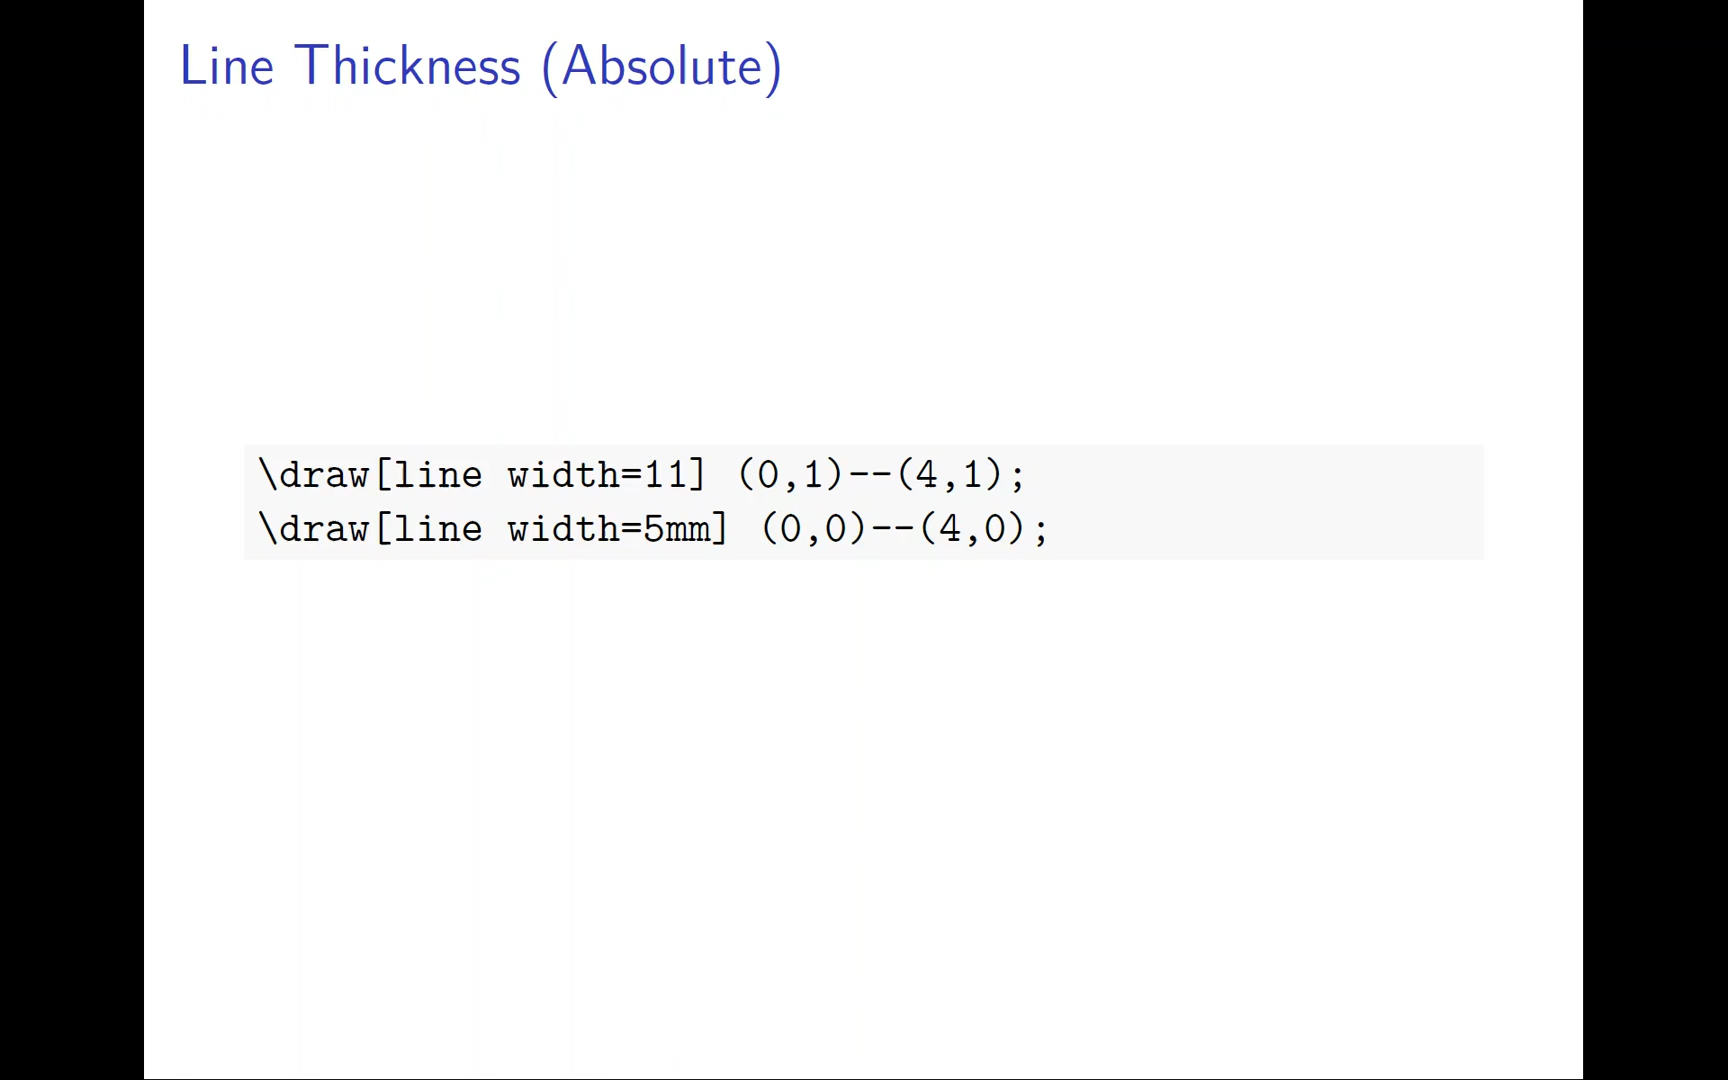 Line Thickness (Absolute)
\draw[line width=11] (0,1)--(4,1);
\draw[line width=5mm] (0,0)--(4,0);